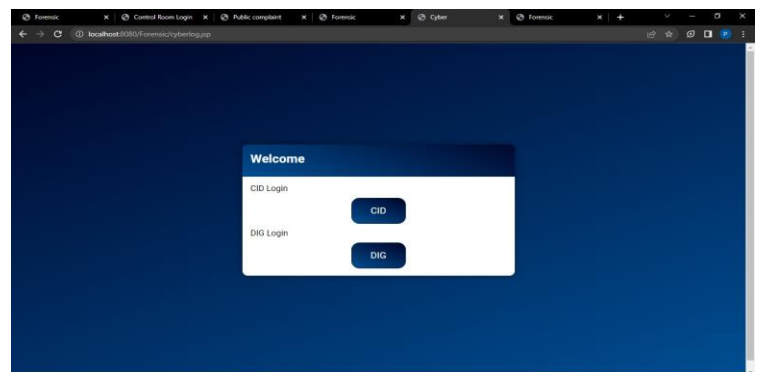 Forensic
Control Room Login
Public complaint
Forensic
Cyber
Forensic
localhost:8080/Forensic/cyberlog.jsp
P
Welcome
CID Login
CID
DIG Login
DIG